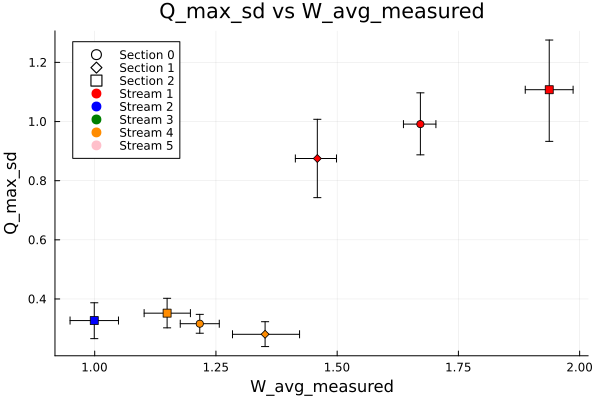 Q_max_sd vs W_avg_measured
Section 0
Section 1
Section 2
Stream 1
Stream 2
Stream 3
Stream 4
Stream 5
Q_max_sd
1.2
1.0
0.8
0.6
0.4
1.00
1.25
1.50
1.75
2.00
W_avg_measured